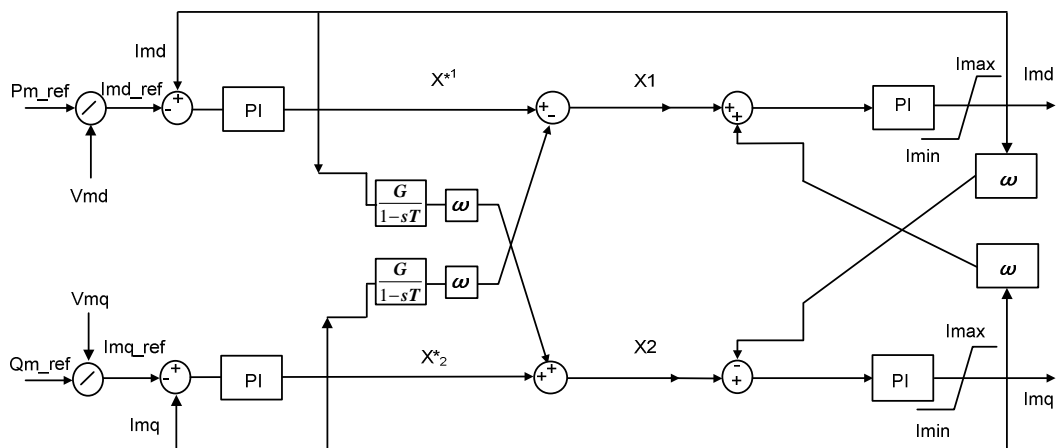 Imd
Pm_ref
Imd_ref
+
-
PI
X*1
+
-
X1
+
+
PI
Imax
Imin
Imd
Vmd
G
1-sT
ω
ω
G
1-sT
ω
ω
Vmq
Qm_ref
Imq_ref
-
+
PI
X*2
+
+
X2
-
+
PI
Imax
Imin
Imq
Imq